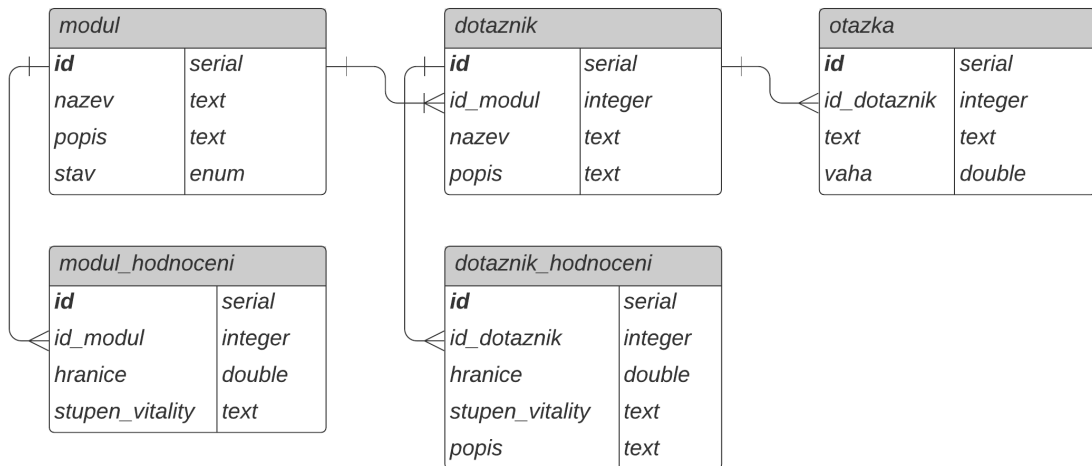 modul
id serial
nazev text
popis text
stav enum
dotaznik
id serial
id_modul integer
nazev text
popis text
otazka
id serial
id_dotaznik integer
text text
vaha double
modul_hodnoceni
id serial
id_modul integer
hranice double
stupen_vitality text
dotaznik_hodnoceni
id serial
id_dotaznik integer
hranice double
stupen_vitality text
popis text